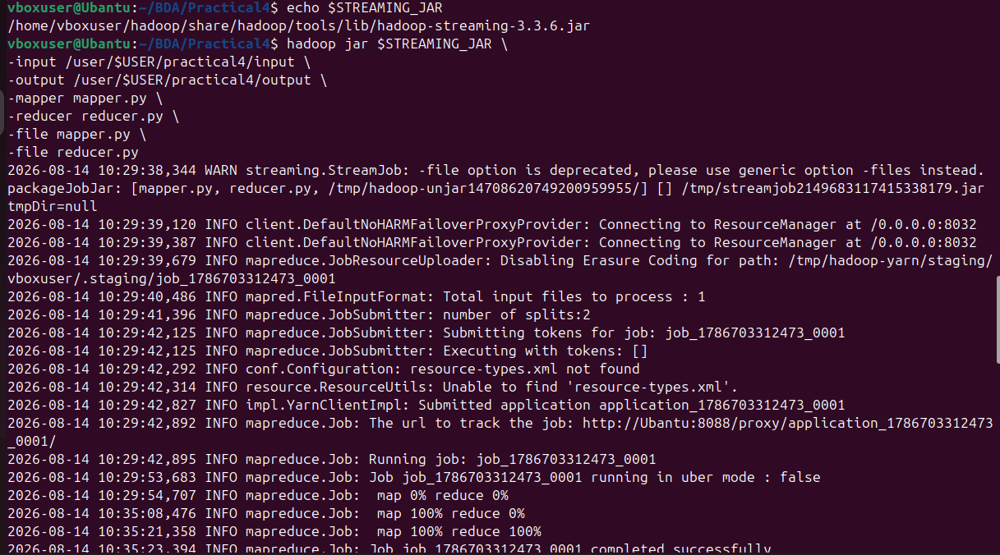 vboxuser@Ubantu:~/BDA/Practical4$ echo $STREAMING_JAR
/home/vboxuser/hadoop/share/hadoop/tools/lib/hadoop-streaming-3.3.6.jar
vboxuser@Ubantu:~/BDA/Practical4$ hadoop jar $STREAMING_JAR \
-input /user/$USER/practical4/input \
-output /user/$USER/practical4/output \
-mapper mapper.py \
-reducer reducer.py \
-file mapper.py \
-file reducer.py
2026-08-14 10:29:38,344 WARN streaming.StreamJob: -file option is deprecated, please use generic option -files instead.
packageJobJar: [mapper.py, reducer.py, /tmp/hadoop-unjar14708620749200959955/] [] /tmp/streamjob2149683117415338179.jar
tmpDir=null
2026-08-14 10:29:39,120 INFO client.DefaultNoHARMFailoverProxyProvider: Connecting to ResourceManager at /0.0.0.0:8032
2026-08-14 10:29:39,387 INFO client.DefaultNoHARMFailoverProxyProvider: Connecting to ResourceManager at /0.0.0.0:8032
2026-08-14 10:29:39,679 INFO mapreduce.JobResourceUploader: Disabling Erasure Coding for path: /tmp/hadoop-yarn/staging/
vboxuser/.staging/job_1786703312473_0001
2026-08-14 10:29:40,486 INFO mapred.FileInputFormat: Total input files to process : 1
2026-08-14 10:29:41,396 INFO mapreduce.JobSubmitter: number of splits:2
2026-08-14 10:29:42,125 INFO mapreduce.JobSubmitter: Submitting tokens for job: job_1786703312473_0001
2026-08-14 10:29:42,125 INFO mapreduce.JobSubmitter: Executing with tokens: []
2026-08-14 10:29:42,292 INFO conf.Configuration: resource-types.xml not found
2026-08-14 10:29:42,314 INFO resource.ResourceUtils: Unable to find 'resource-types.xml'.
2026-08-14 10:29:42,827 INFO impl.YarnClientImpl: Submitted application application_1786703312473_0001
2026-08-14 10:29:42,892 INFO mapreduce.Job: The url to track the job: http://Ubantu:8088/proxy/application_1786703312473
_0001/
2026-08-14 10:29:42,895 INFO mapreduce.Job: Running job: job_1786703312473_0001
2026-08-14 10:29:53,683 INFO mapreduce.Job: Job job_1786703312473_0001 running in uber mode : false
2026-08-14 10:29:54,707 INFO mapreduce.Job:  map 0% reduce 0%
2026-08-14 10:35:08,476 INFO mapreduce.Job:  map 100% reduce 0%
2026-08-14 10:35:21,358 INFO mapreduce.Job:  map 100% reduce 100%
2026-08-14 10:35:23,394 INFO mapreduce.Job: Job job_1786703312473_0001 completed successfully